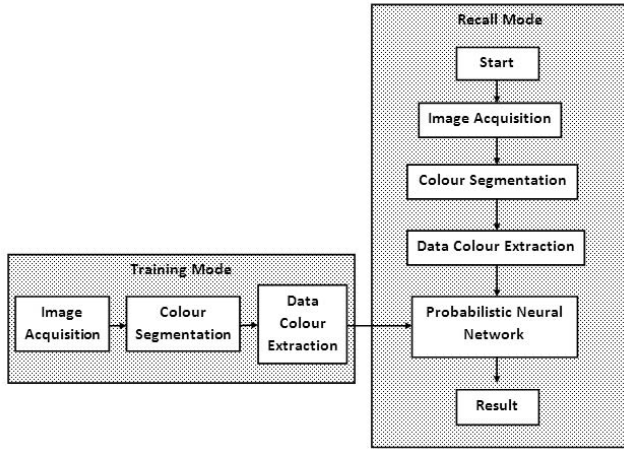 Recall Mode
Start
Image Acquisition
Colour Segmentation
Data Colour Extraction
Training Mode
Image
Acquisition
Colour
Segmentation
Data
Colour
Extraction
Probabilistic Neural
Network
Result